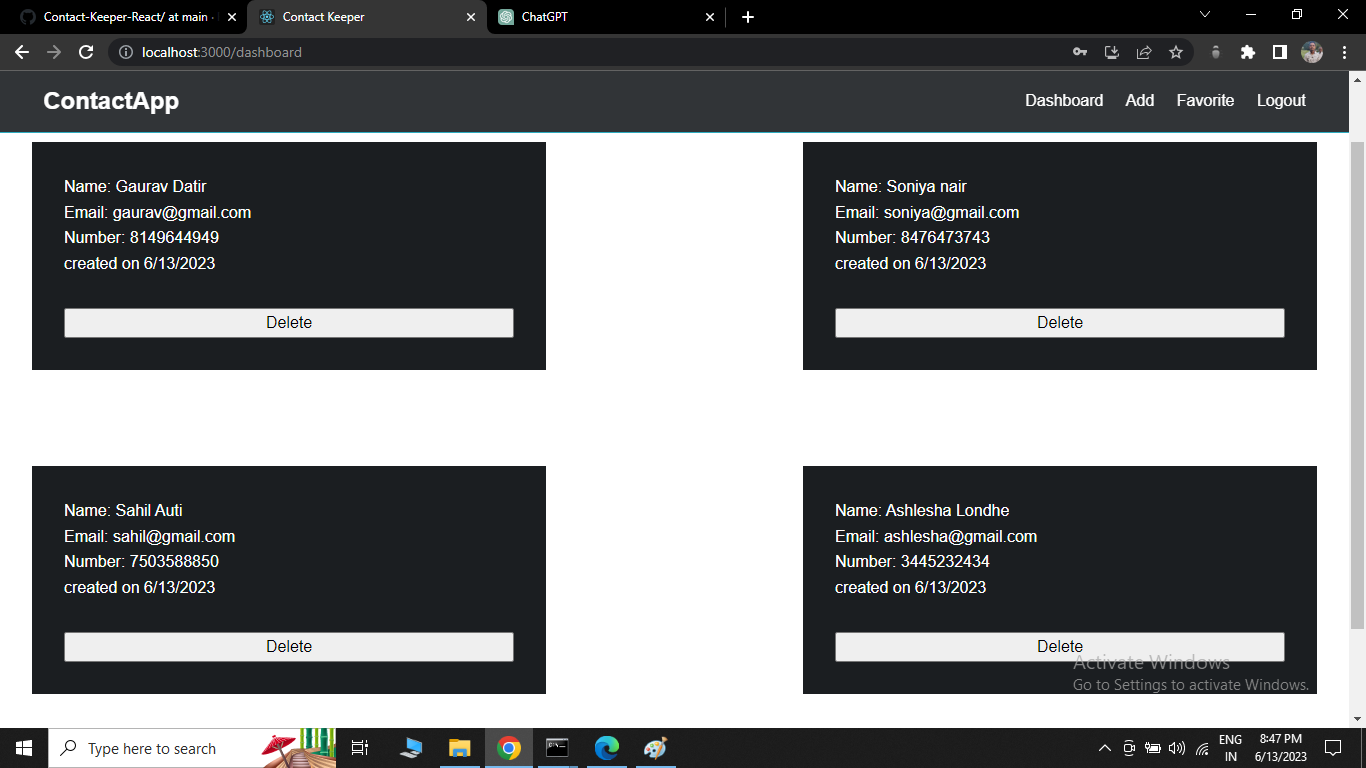 Contact-Keeper-React/ at main ·
Contact Keeper
ChatGPT
localhost:3000/dashboard
ContactApp
Dashboard
Add
Favorite
Logout
Name: Gaurav Datir
Email: gaurav@gmail.com
Number: 8149644949
created on 6/13/2023
Delete
Name: Soniya nair
Email: soniya@gmail.com
Number: 8476473743
created on 6/13/2023
Delete
Name: Sahil Auti
Email: sahil@gmail.com
Number: 7503588850
created on 6/13/2023
Delete
Name: Ashlesha Londhe
Email: ashlesha@gmail.com
Number: 3445232434
created on 6/13/2023
Delete
Activate Windows
Go to Settings to activate Windows.
Type here to search
ENG
IN
8:47 PM
6/13/2023